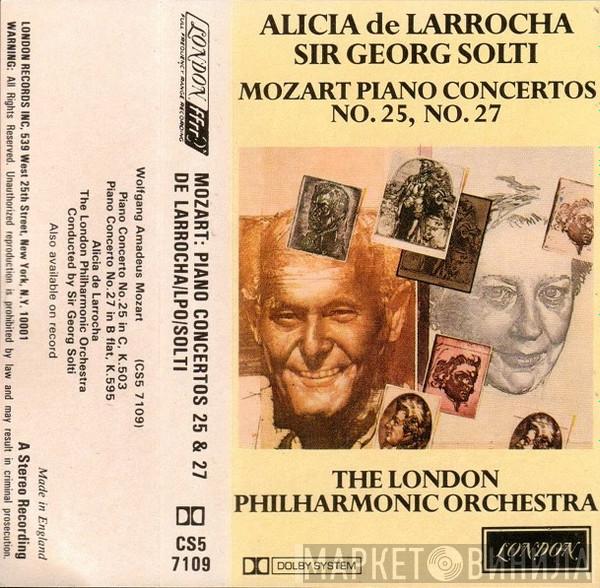 LONDON RECORDS INC, 539 West 25th Street, New York, N.Y. 10001
WARNING: All Rights Reserved. Unauthorized reproduction is prohibited by law and may result in criminal prosecution.
Made in England
A Stereo Recording
Wolfgang Amadeus Mozart (CS5 7109)
Piano Concerto No.25 in C, K.503
Piano Concerto No.27 in B flat, K.595
Alicia de Larrocha
The London Philharmonic Orchestra
Conducted by Sir Georg Solti
Also available on record
LONDON ffrr
FULL FREQUENCY RANGE RECORDING
MOZART: PIANO CONCERTOS 25 & 27
DE LARROCHA/LPO/SOLTI
CS5
7109
ALICIA de LARROCHA
SIR GEORG SOLTI
MOZART PIANO CONCERTOS
NO. 25, NO. 27
THE LONDON
PHILHARMONIC ORCHESTRA
DOLBY SYSTEM
LONDON
МАРКЕТ ВИНИЛА